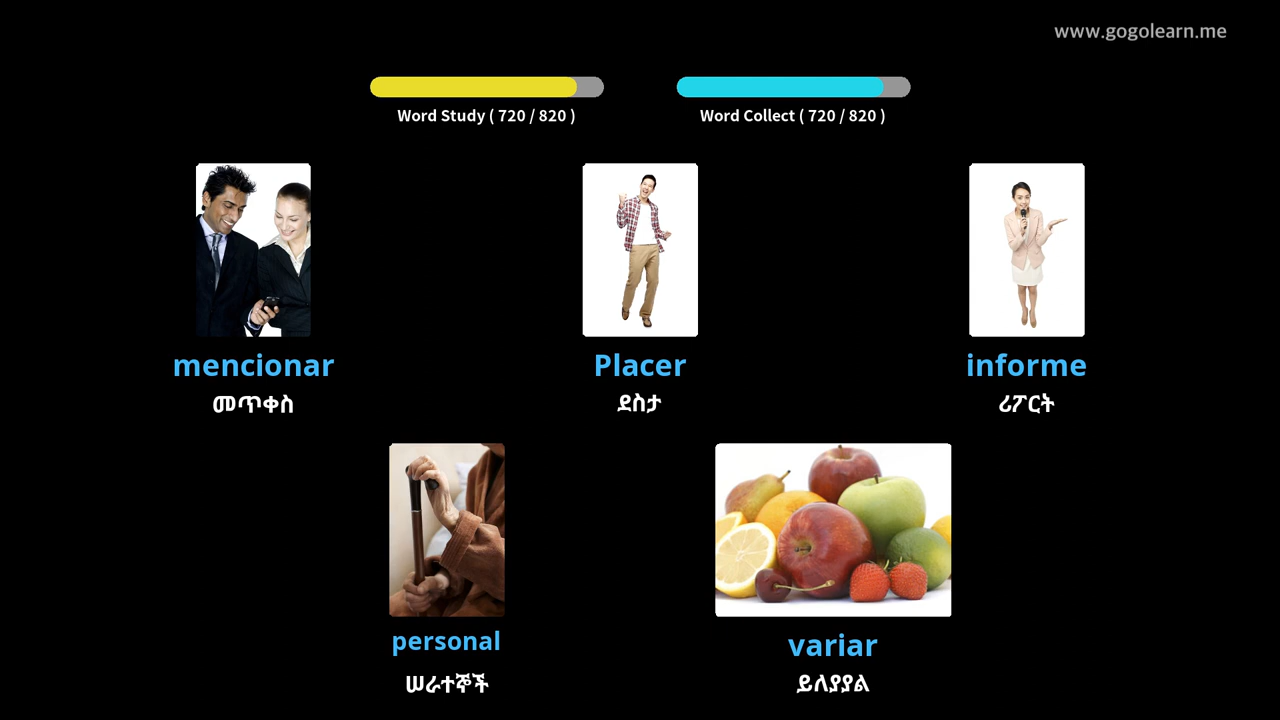 www.gogolearn.me
Word Study ( 720 / 820 )
Word Collect ( 720 / 820 )
mencionar
መጥቀስ
Placer
ደስታ
informe
ሪፖርት
personal
ሠራተኞች
variar
ይለያያል